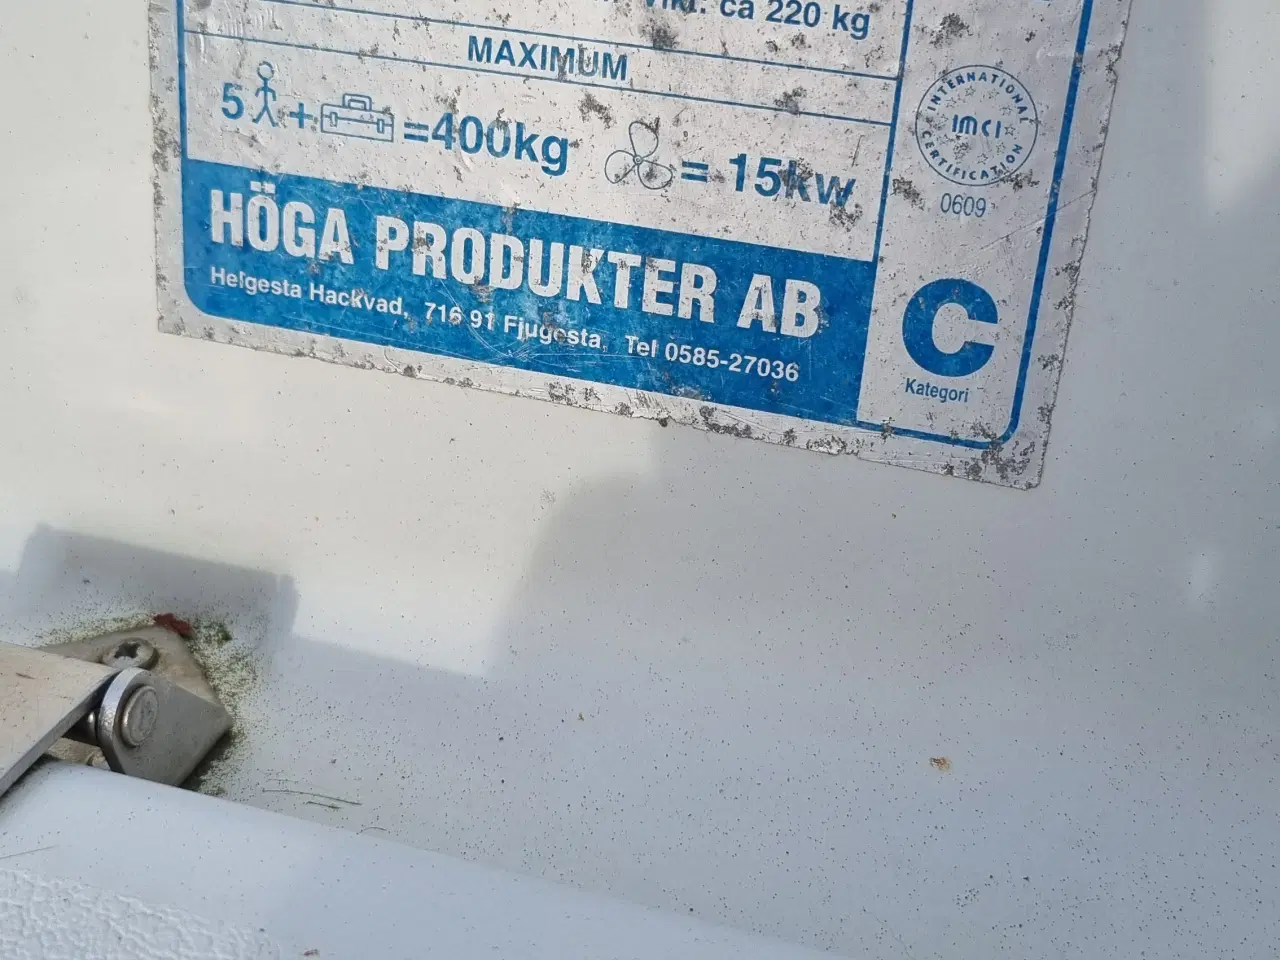 Vikt. ca 220 kg
MAXIMUM
5 + =400kg = 15kw
INTERNATIONAL
IMCI
CERTIFICATION
0609
HÖGA PRODUKTER AB
Helgesta Hackvad, 716 91 Fjugesta, Tel 0585-27036
C
Kategori